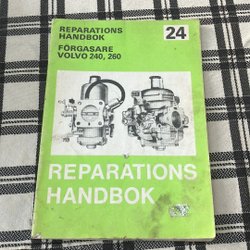 REPARATIONS
HANDBOK
24
FÖRGASARE
VOLVO 240, 260
REPARATIONS
HANDBOK